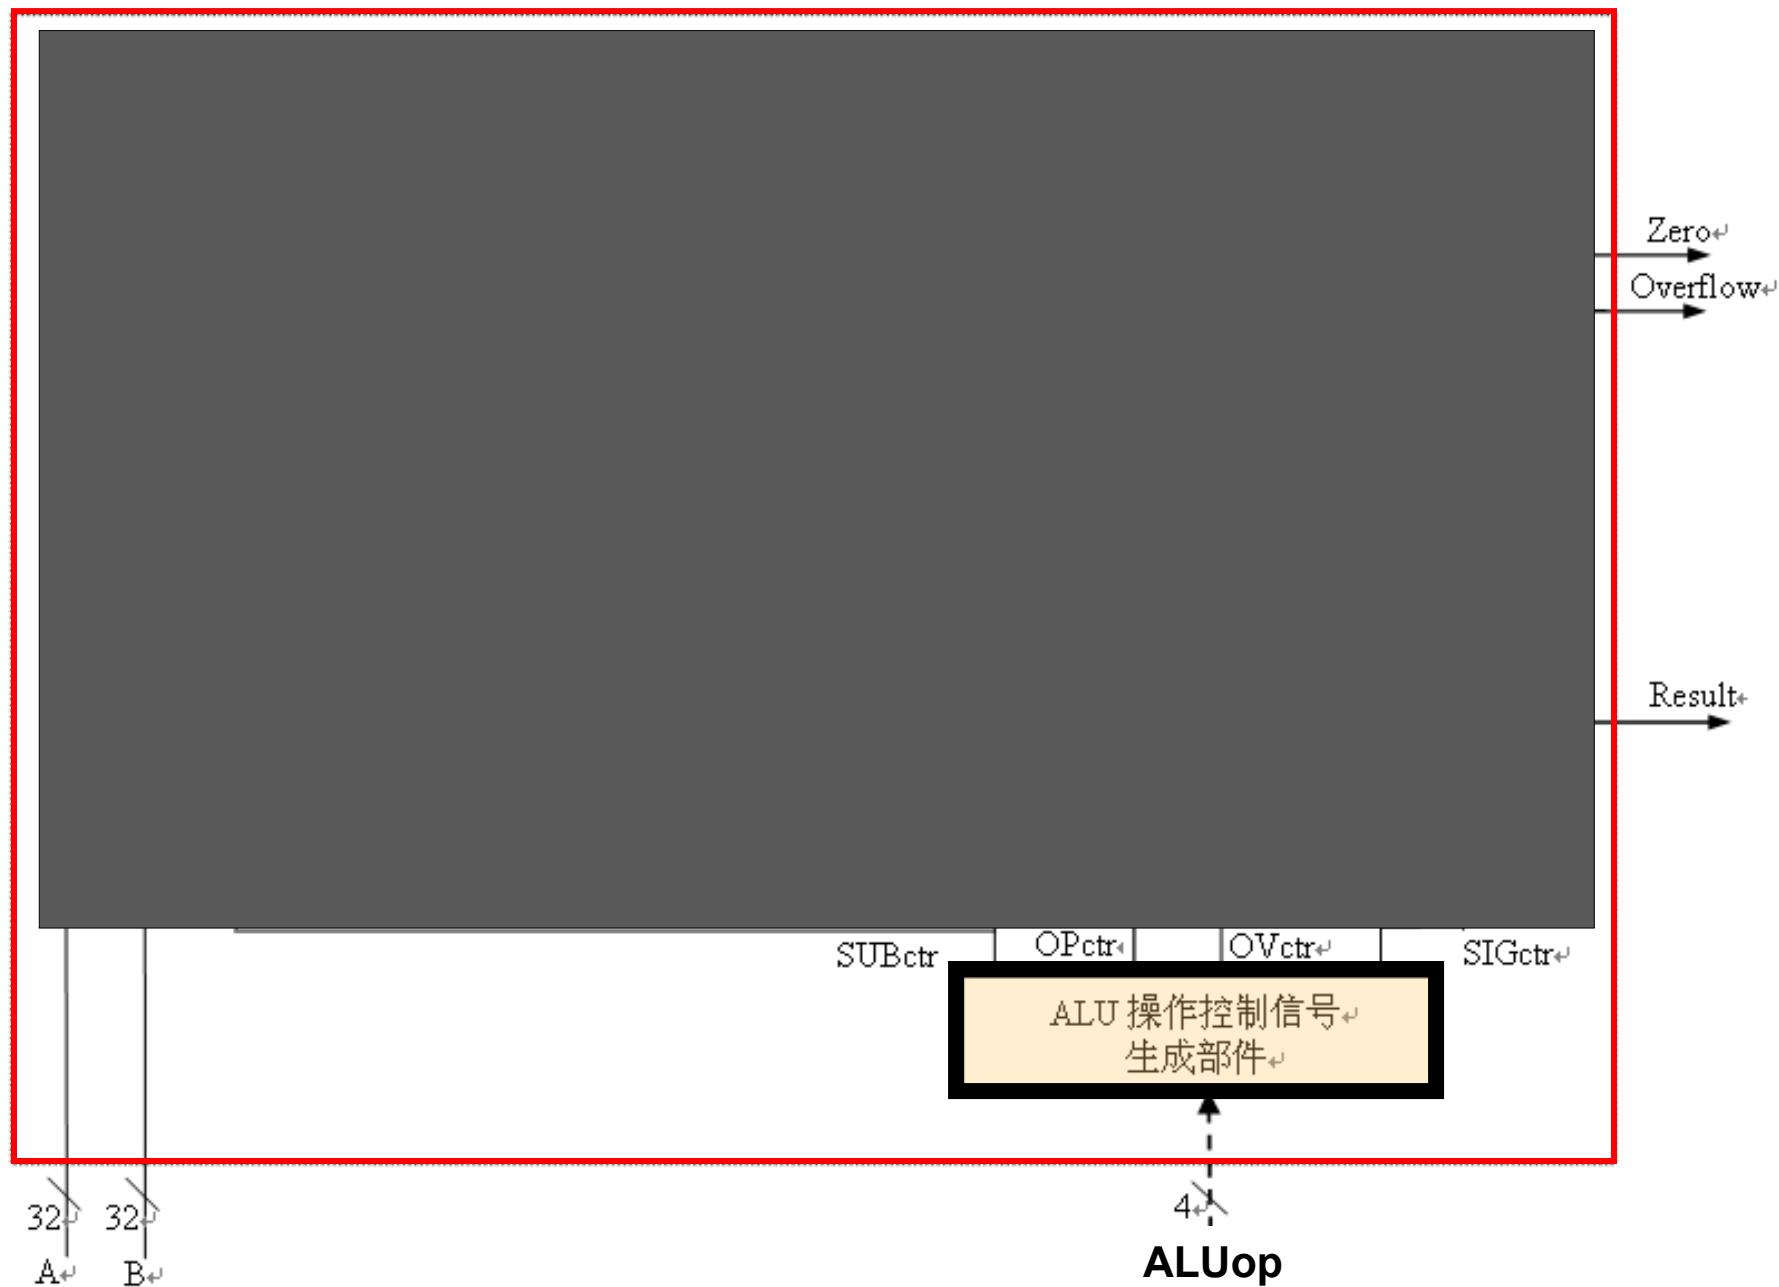 Zero
Overflow
Result
SUBctr
OPctr
OVctr
SIGctr
ALU 操作控制信号
生成部件
32
32
4
A
B
ALUop